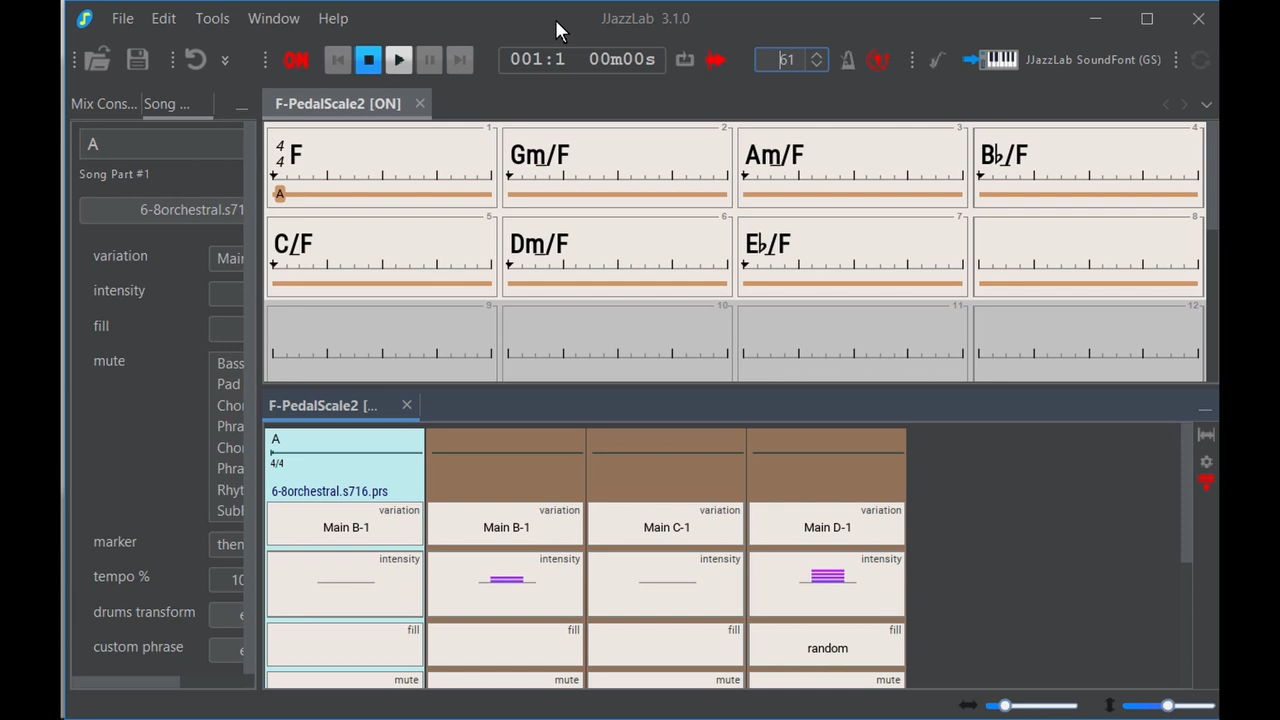 File Edit Tools Window Help JJazzLab 3.1.0
ON 001:1 00m00s 61 JJazzLab SoundFont (GS)
Mix Cons... Song ... F-PedalScale2 [ON]
A
Song Part #1
6-8orchestral.s71
variation Mai
intensity
fill
mute Bass
Pad
Chor
Phra
Chor
Phra
Rhyt
SubF
marker then
tempo % 10
drums transform
custom phrase
1 2 3 4
4/4 F Gm/F Am/F B♭/F
A
5 6 7 8
C/F Dm/F E♭/F
9 10 11 12
F-PedalScale2 [...
A
4/4
6-8orchestral.s716.prs
variation variation variation variation
Main B-1 Main B-1 Main C-1 Main D-1
intensity intensity intensity intensity
fill fill fill fill
random
mute mute mute mute